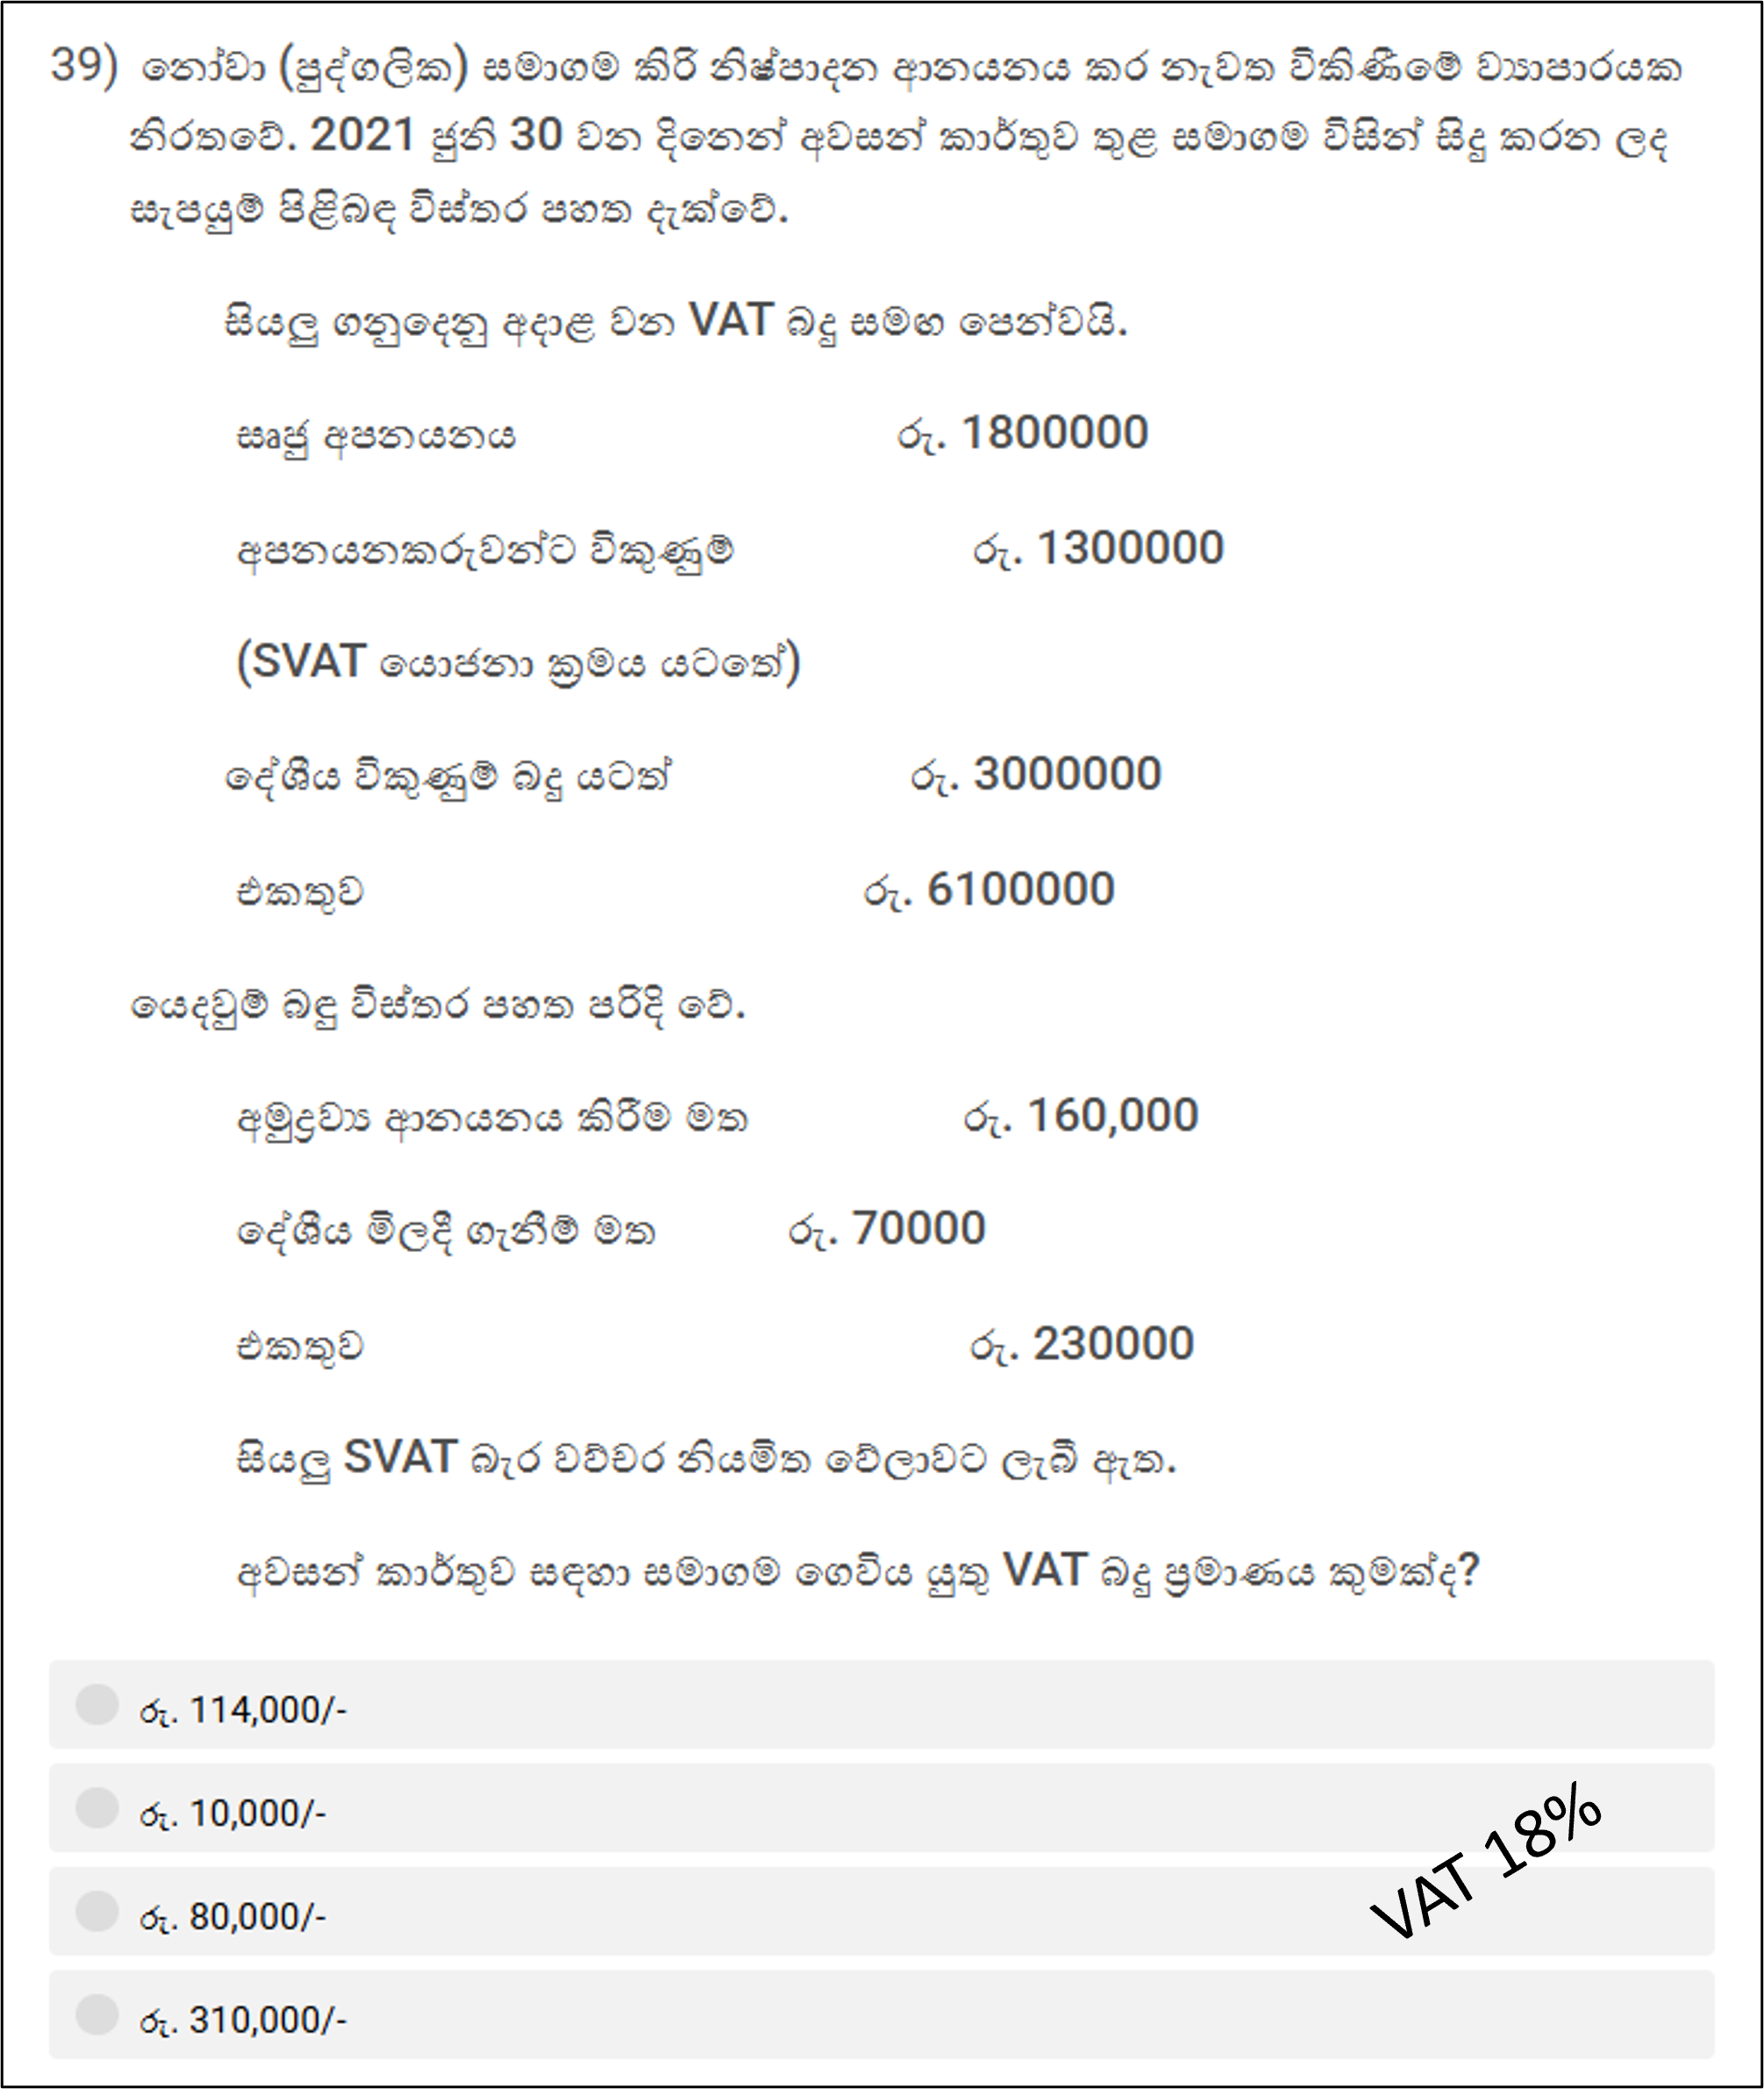 39) නෝවා (පුද්ගලික) සමාගම කිරි නිෂ්පාදන ආනයනය කර නැවත විකිණීමේ ව්‍යාපාරයක
නිරතවේ. 2021 ජුනි 30 වන දිනෙන් අවසන් කාර්තුව තුළ සමාගම විසින් සිදු කරන ලද
සැපයුම් පිළිබඳ විස්තර පහත දැක්වේ.
සියලු ගනුදෙනු අදාළ වන VAT බදු සමඟ පෙන්වයි.
සෘජු අපනයනය රු. 1800000
අපනයනකරුවන්ට විකුණුම් රු. 1300000
(SVAT යොජනා ක්‍රමය යටතේ)
දේශීය විකුණුම් බදු යටත් රු. 3000000
එකතුව රු. 6100000
යෙදවුම් බඳු විස්තර පහත පරිදි වේ.
අමුද්‍රව්‍ය ආනයනය කිරීම මත රු. 160,000
දේශීය මිලදී ගැනීම් මත රු. 70000
එකතුව රු. 230000
සියලු SVAT බැර වව්චර නියමිත වේලාවට ලැබී ඇත.
අවසන් කාර්තුව සඳහා සමාගම ගෙවිය යුතු VAT බදු ප්‍රමාණය කුමක්ද?
රු. 114,000/-
රු. 10,000/-
රු. 80,000/-
රු. 310,000/-
VAT 18%